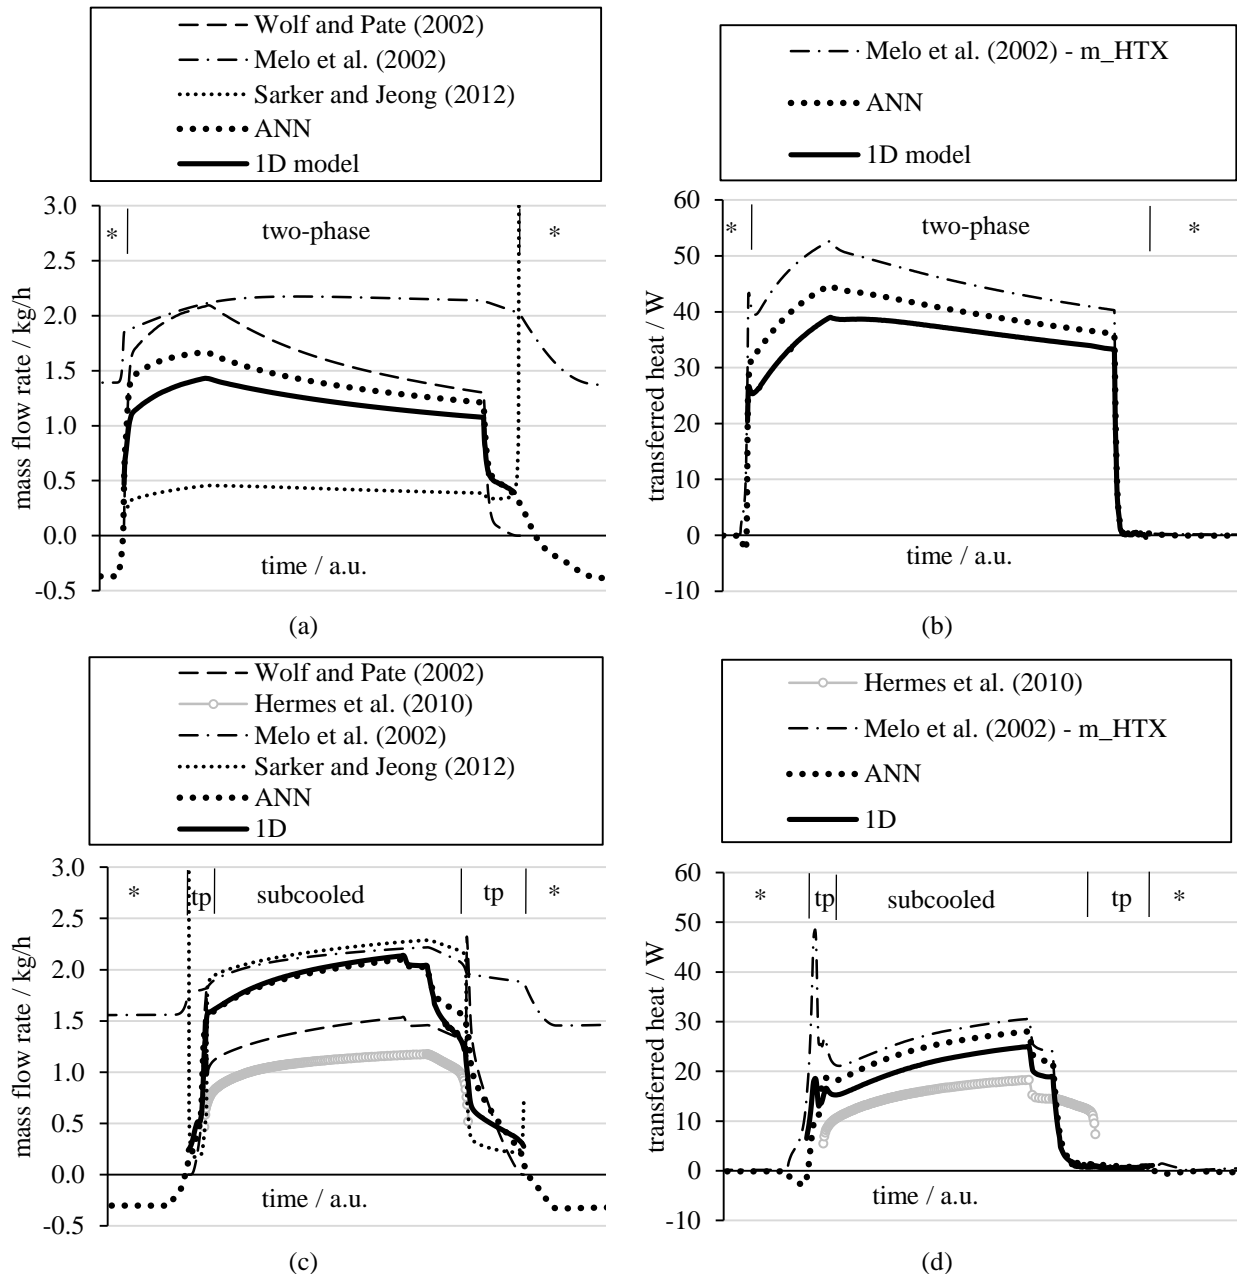 Wolf and Pate (2002)
Melo et al. (2002)
Sarker and Jeong (2012)
ANN
1D model
3.0
2.5
2.0
1.5
1.0
0.5
0.0
-0.5
mass flow rate / kg/h
*
two-phase
*
time / a.u.
(a)
Melo et al. (2002) - m_HTX
ANN
1D model
60
50
40
30
20
10
0
-10
transferred heat / W
*
two-phase
*
time / a.u.
(b)
Wolf and Pate (2002)
Hermes et al. (2010)
Melo et al. (2002)
Sarker and Jeong (2012)
ANN
1D
3.0
2.5
2.0
1.5
1.0
0.5
0.0
-0.5
mass flow rate / kg/h
*
tp
subcooled
tp
*
time / a.u.
(c)
Hermes et al. (2010)
Melo et al. (2002) - m_HTX
ANN
1D
60
50
40
30
20
10
0
-10
transferred heat / W
*
tp
subcooled
tp
*
time / a.u.
(d)